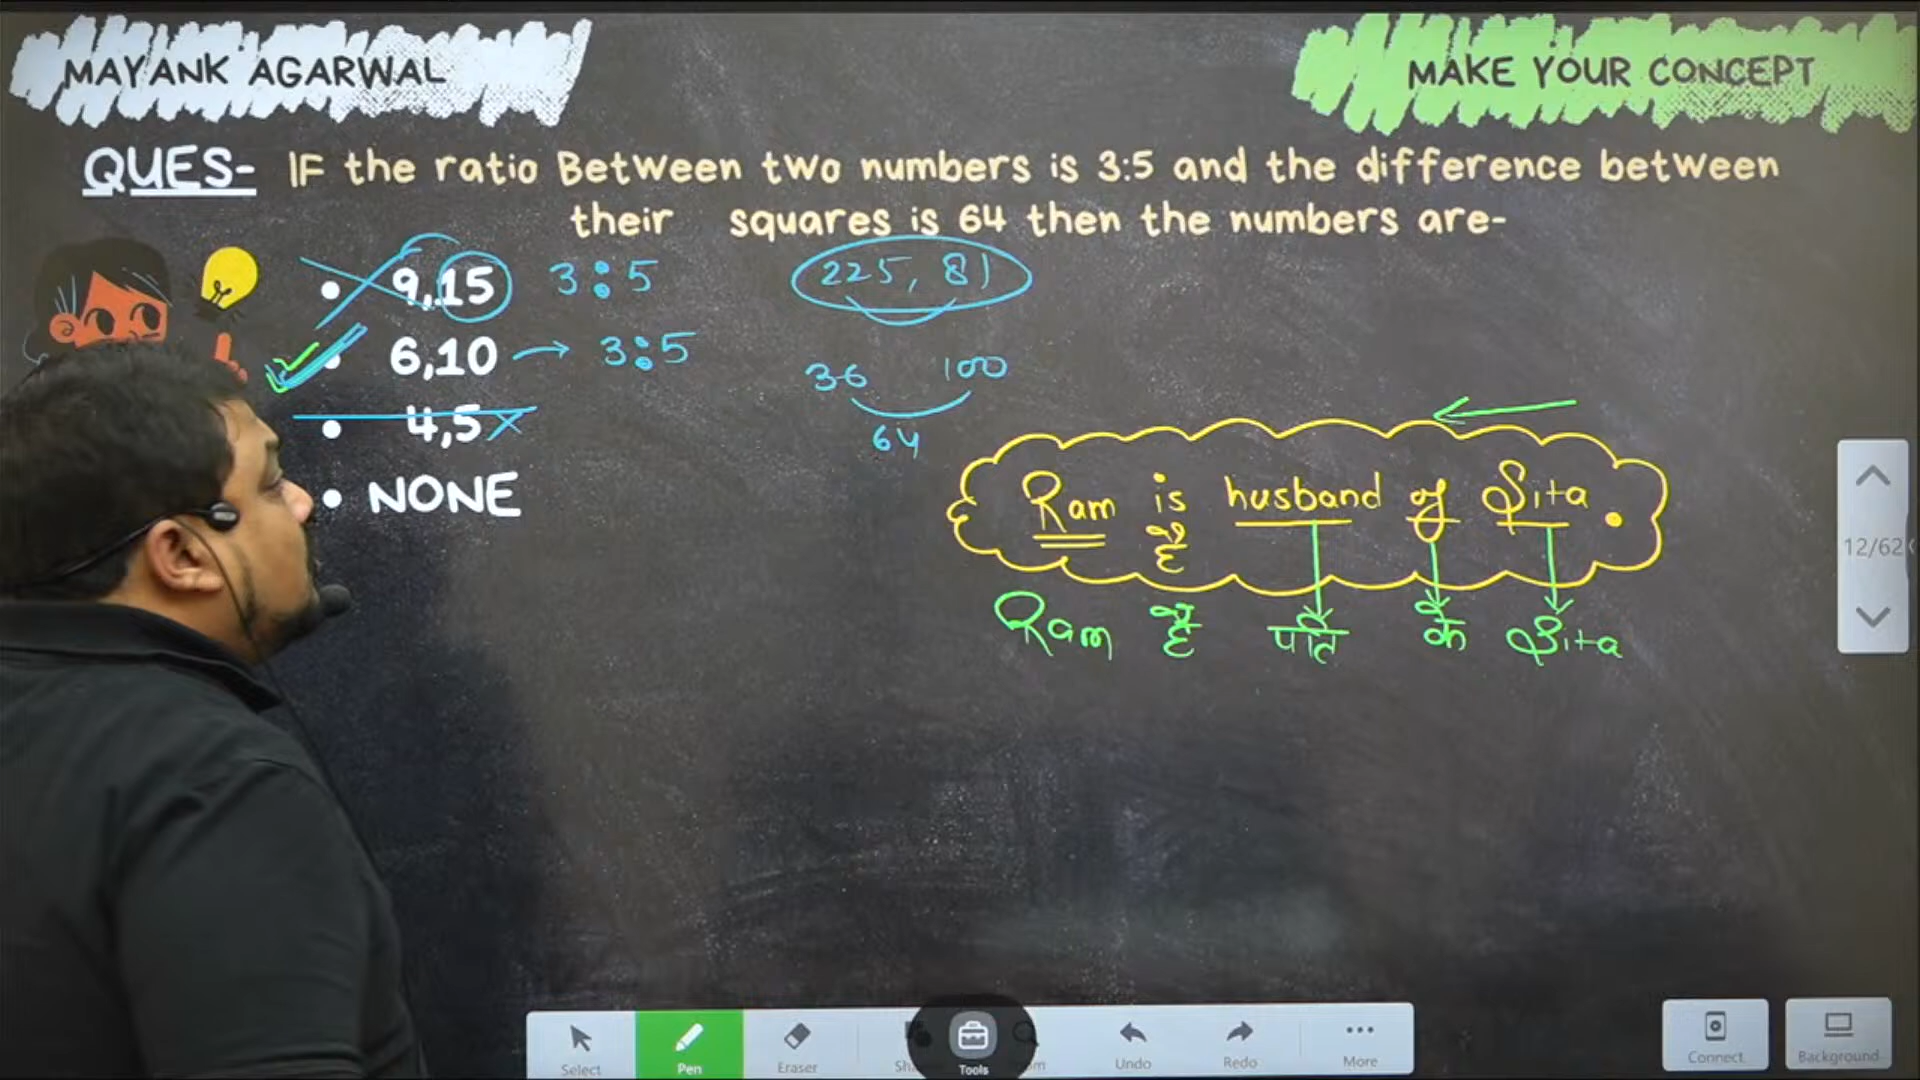 MAYANK AGARWAL
MAKE YOUR CONCEPT
QUES- IF the ratio Between two numbers is 3:5 and the difference between
their squares is 64 then the numbers are-
• 9,15 3:5 225, 81
• 6,10 → 3:5 36 100
64
• 4,5 x
• NONE
Ram is husband of Sita.
है
Ram है पति के Sita
12/62
Select
Pen
Eraser
Tools
Undo
Redo
More
Connect
Background